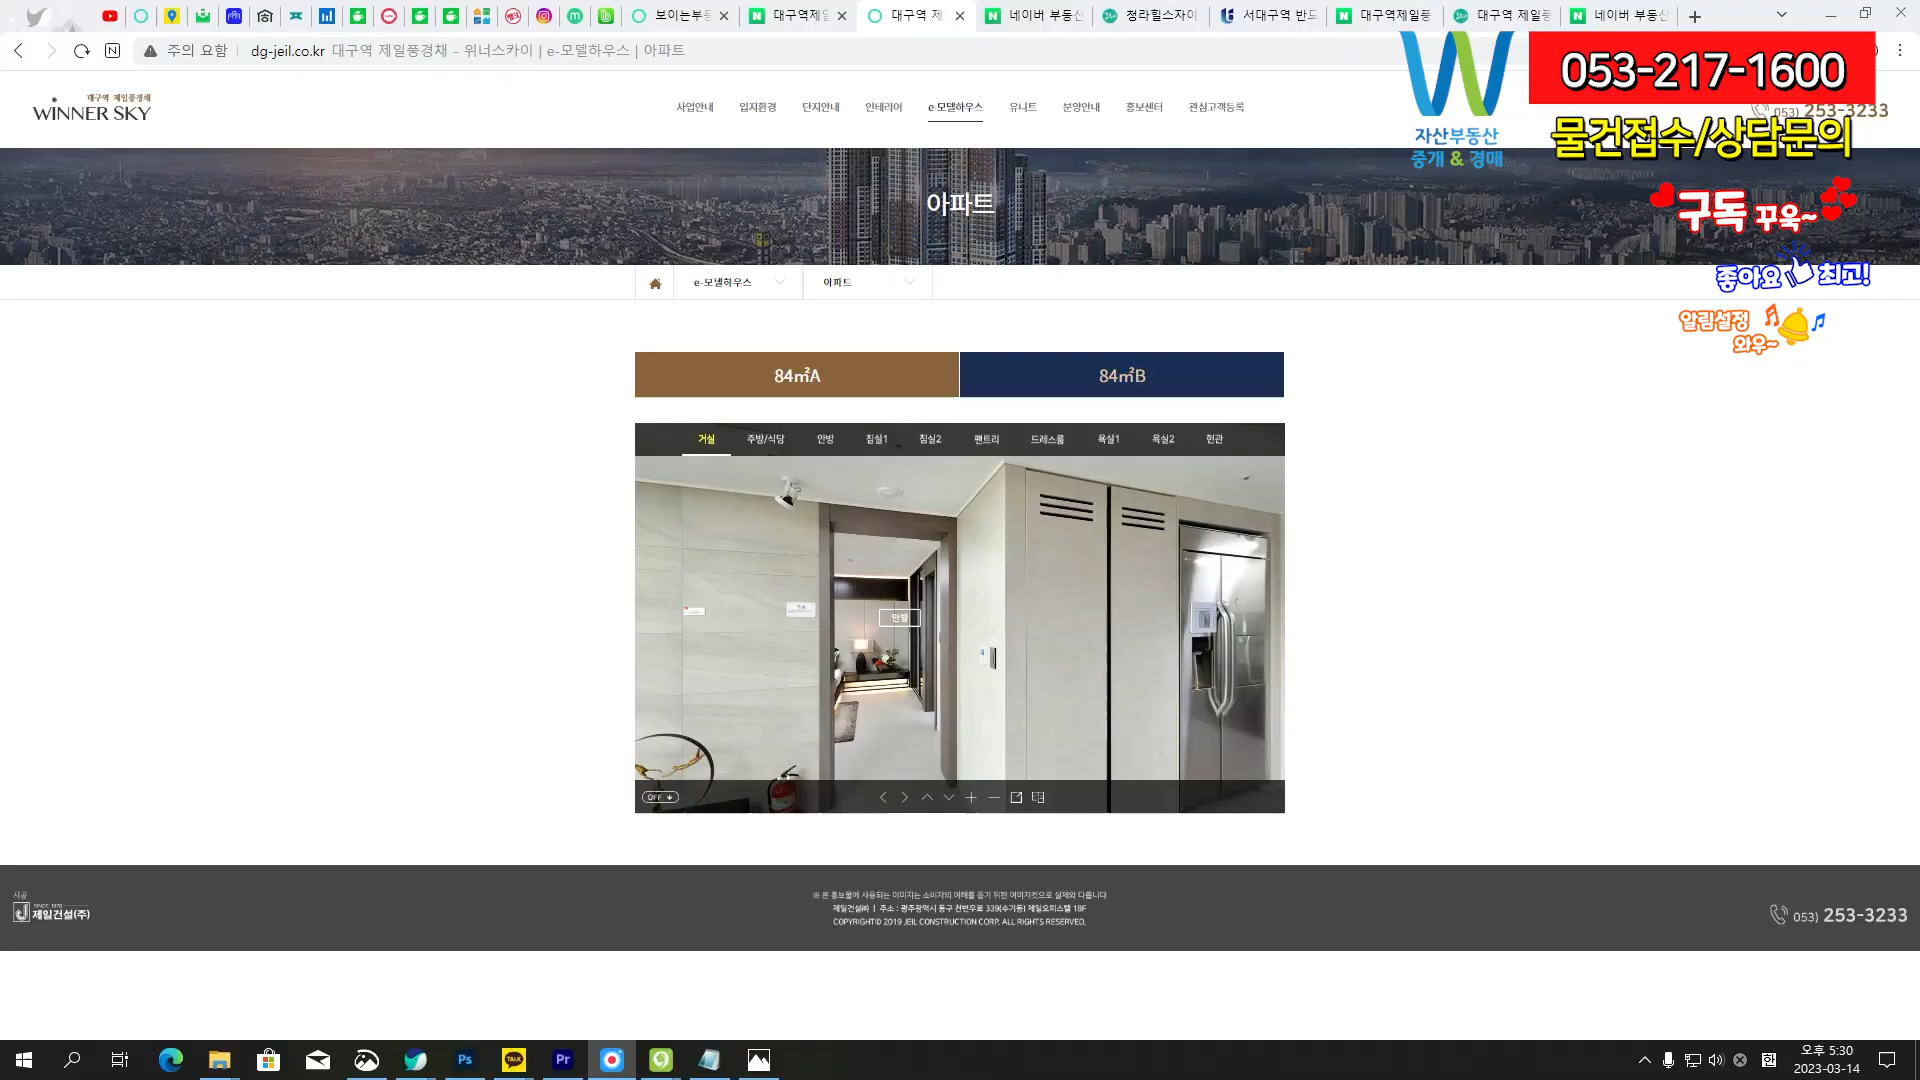 보이는부동
대구역제일
대구역 제
네이버 부동산
청라힐스자이
서대구역 반도
대구역제일풍
대구역 제일풍
네이버 부동산
주의 요함 | dg-jeil.co.kr 대구역 제일풍경채 - 위너스카이 | e-모델하우스 | 아파트
053-217-1600
대구역 제일풍경채
WINNER SKY
사업안내 입지환경 단지안내 인테리어 e-모델하우스 유니트 분양안내 홍보센터 관심고객등록
053) 253-3233
자산부동산
중개 & 경매
물건접수/상담문의
아파트
구독 꾸욱~
좋아요 최고!
알림설정
와우~
e-모델하우스 아파트
84㎡A 84㎡B
거실 주방/식당 안방 침실1 침실2 팬트리 드레스룸 욕실1 욕실2 현관
안방
OFF
※ 본 홍보물에 사용되는 이미지는 소비자의 이해를 돕기 위한 이미지컷으로 실제와 다릅니다
시공
SINCE 1978
제일건설(주)
제일건설㈜ | 주소 : 광주광역시 동구 천변우로 339(수기동) 제일오피스텔 18F
COPYRIGHT© 2019 JEIL CONSTRUCTION CORP. ALL RIGHTS RESERVED.
053) 253-3233
Ps
TALK
Pr
한
오후 5:30
2023-03-14